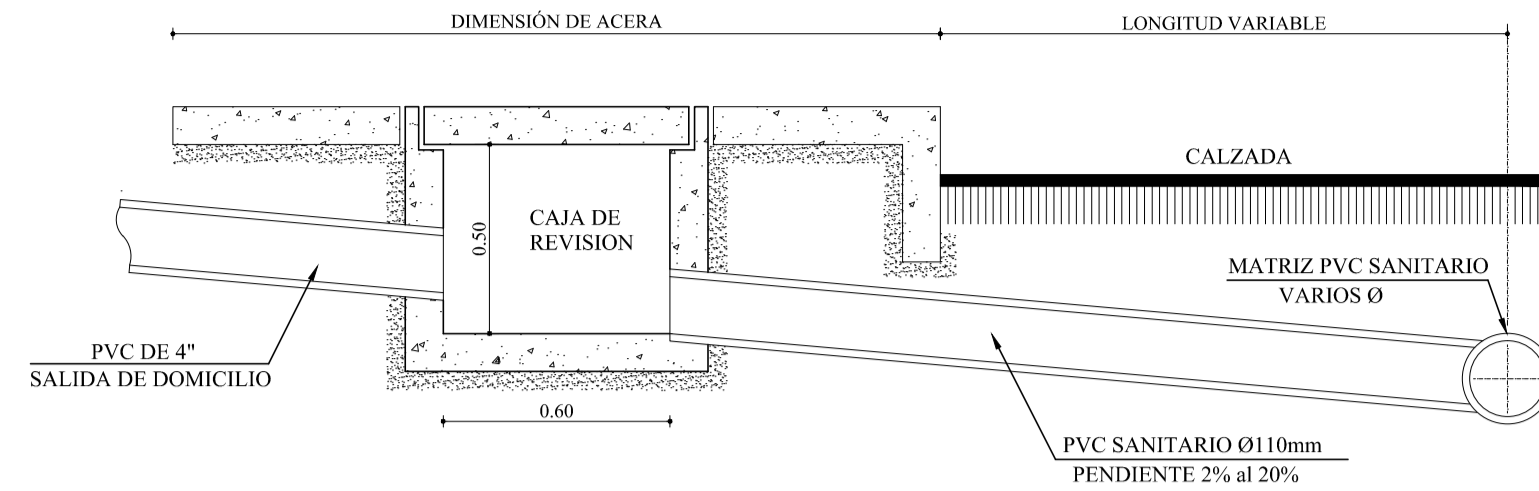 DIMENSIÓN DE ACERA
LONGITUD VARIABLE
CALZADA
CAJA DE
REVISION
0.50
MATRIZ PVC SANITARIO
VARIOS Ø
PVC DE 4"
SALIDA DE DOMICILIO
0.60
PVC SANITARIO Ø110mm
PENDIENTE 2% al 20%